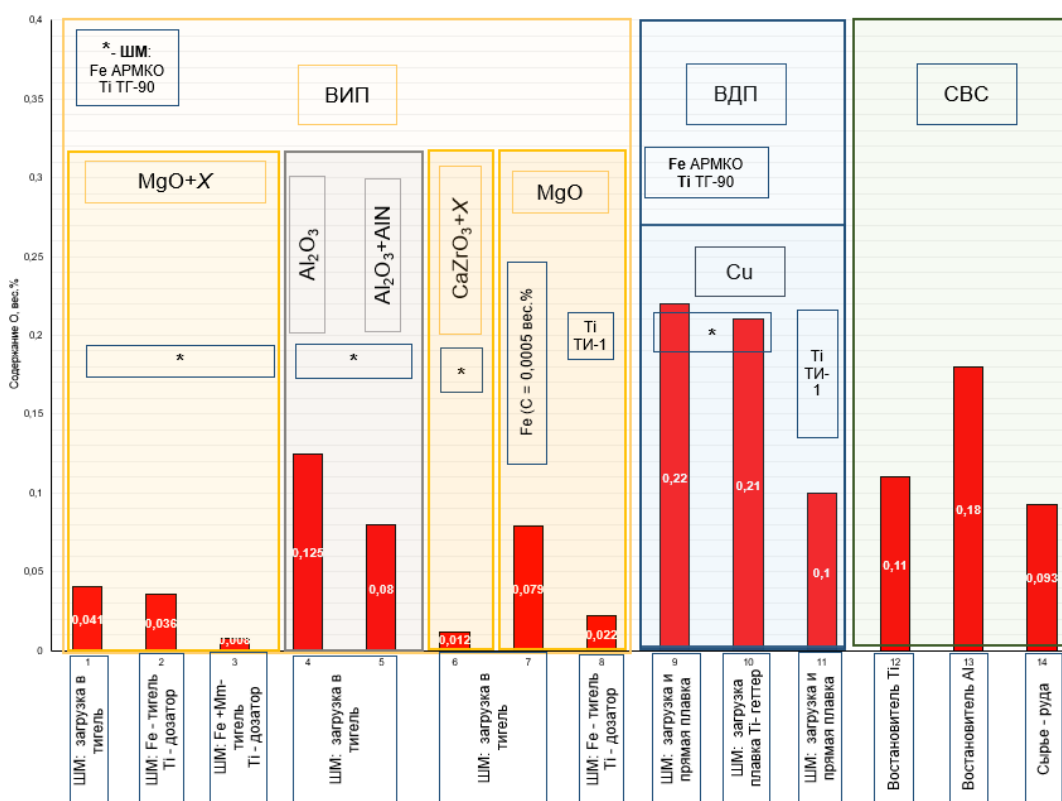 Содержание О, вес.%
0,4
0,35
0,3
0,25
0,2
0,15
0,1
0,05
0
*- ШМ:
Fe АРМКО
Ti ТГ-90
ВИП
ВДП
СВС
MgO+X
Al₂O₃
Al₂O₃+AlN
CaZrO₃+X
MgO
Fe АРМКО
Ti ТГ-90
Cu
*
*
*
Fe (C = 0,0005 вес.%
Ti
ТИ-1
*
Ti
ТИ-
1
0,041
0,036
0,008
0,125
0,08
0,012
0,079
0,022
0,22
0,21
0,1
0,11
0,18
0,093
1
2
3
4
5
6
7
8
9
10
11
12
13
14
ШМ: загрузка в
тигель
ШМ: Fe - тигель
Ti - дозатор
ШМ: Fe +Mm-
тигель
Ti - дозатор
ШМ: загрузка в
тигель
ШМ: загрузка в
тигель
ШМ: Fe - тигель
Ti - дозатор
ШМ: загрузка и
прямая плавка
ШМ: загрузка
плавка Ti- геттер
ШМ: загрузка и
прямая плавка
Востановитель Ti
Востановитель Al
Сырье - руда